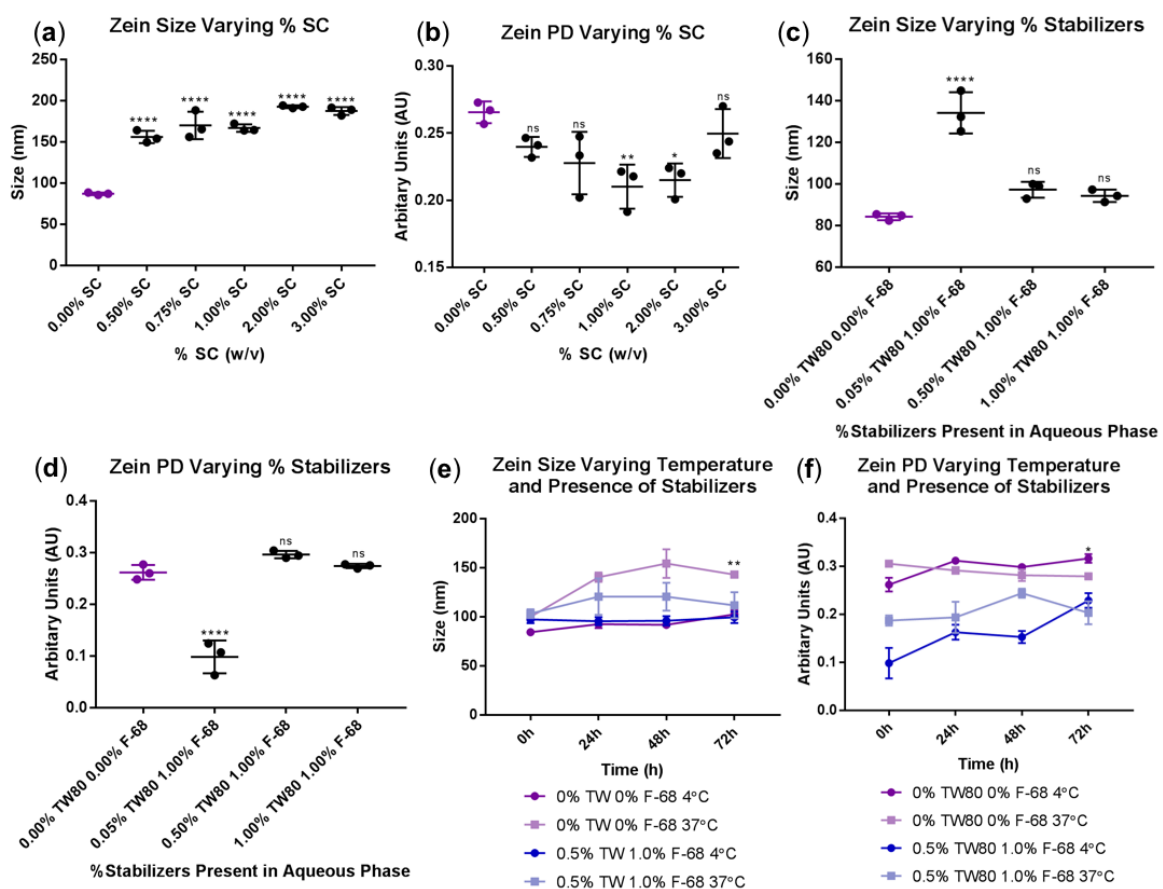 (a) Zein Size Varying % SC
Size (nm)
250
200
150
100
50
0
****
****
****
****
****
0.00% SC
0.50% SC
0.75% SC
1.00% SC
2.00% SC
3.00% SC
% SC (w/v)
(b) Zein PD Varying % SC
Arbitary Units (AU)
0.30
0.25
0.20
0.15
ns
ns
**
*
ns
0.00% SC
0.50% SC
0.75% SC
1.00% SC
2.00% SC
3.00% SC
% SC (w/v)
(c) Zein Size Varying % Stabilizers
Size (nm)
160
140
120
100
80
60
****
ns
ns
0.00% TW80 0.00% F-68
0.05% TW80 1.00% F-68
0.50% TW80 1.00% F-68
1.00% TW80 1.00% F-68
%Stabilizers Present in Aqueous Phase
(d) Zein PD Varying % Stabilizers
Arbitary Units (AU)
0.4
0.3
0.2
0.1
0.0
****
ns
ns
0.00% TW80 0.00% F-68
0.05% TW80 1.00% F-68
0.50% TW80 1.00% F-68
1.00% TW80 1.00% F-68
%Stabilizers Present in Aqueous Phase
(e) Zein Size Varying Temperature
and Presence of Stabilizers
Size (nm)
200
150
100
50
0
**
0h
24h
48h
72h
Time (h)
0% TW 0% F-68 4°C
0% TW 0% F-68 37°C
0.5% TW 1.0% F-68 4°C
0.5% TW 1.0% F-68 37°C
(f) Zein PD Varying Temperature
and Presence of Stabilizers
Arbitary Units (AU)
0.4
0.3
0.2
0.1
0.0
*
0h
24h
48h
72h
Time (h)
0% TW80 0% F-68 4°C
0% TW80 0% F-68 37°C
0.5% TW80 1.0% F-68 4°C
0.5% TW80 1.0% F-68 37°C